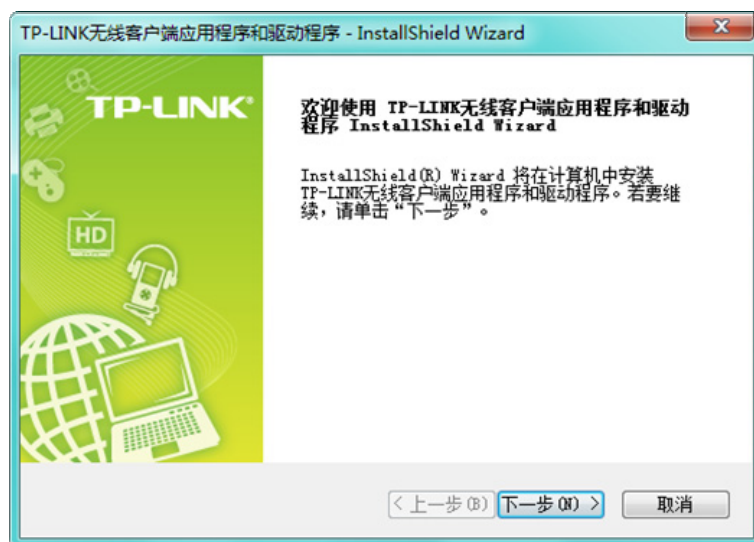 TP-LINK无线客户端应用程序和驱动程序 - InstallShield Wizard
TP-LINK®
欢迎使用 TP-LINK无线客户端应用程序和驱动
程序 InstallShield Wizard
InstallShield(R) Wizard 将在计算机中安装
TP-LINK无线客户端应用程序和驱动程序。若要继
续，请单击“下一步”。
HD
< 上一步(B) 下一步(N) > 取消